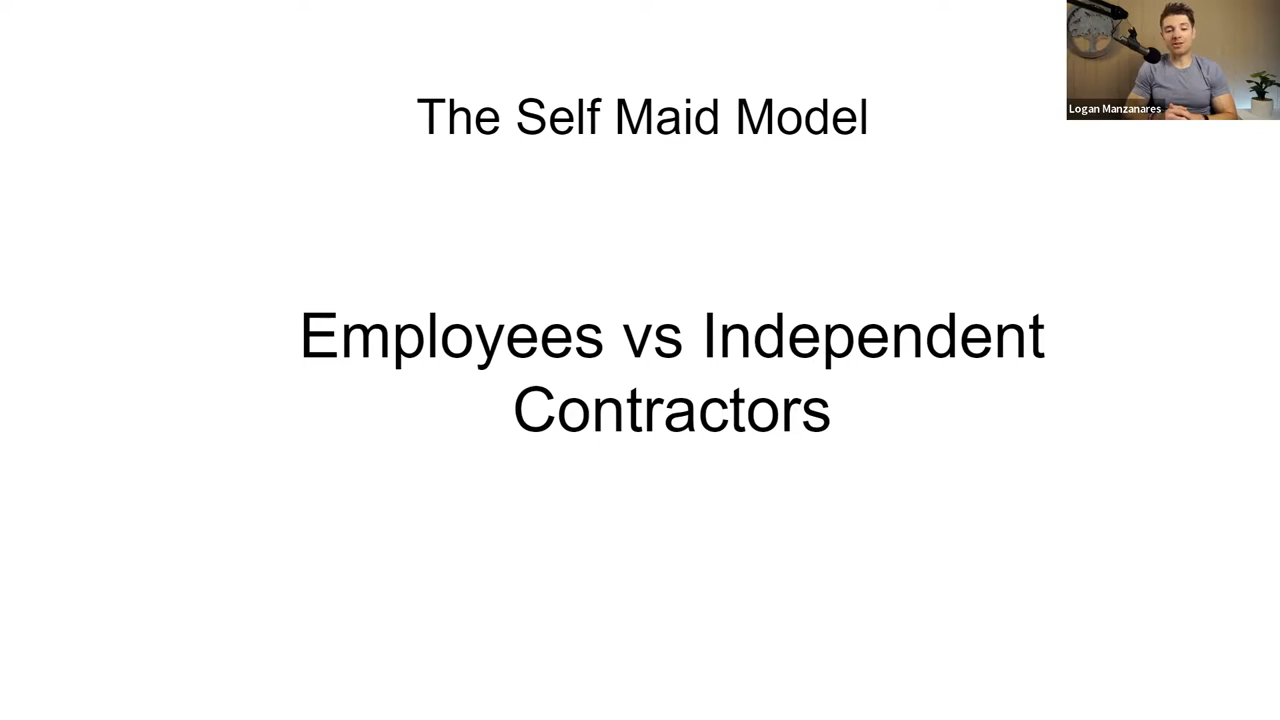 The Self Maid Model
Logan Manzanares
Employees vs Independent
Contractors